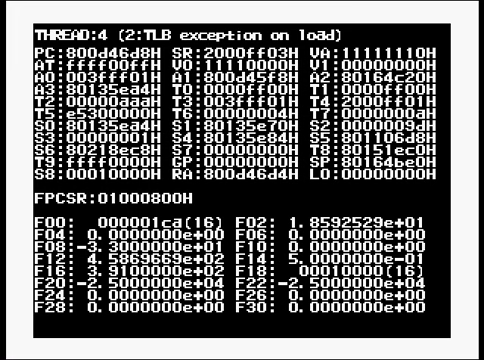 THREAD:4 (2:TLB exception on load)
PC:800d46d8H SR:2000ff03H VA:11111110H
AT:ffff00ffH V0:11110000H V1:00000000H
A0:003fff01H A1:800d45f8H A2:80164c20H
A3:80135ea4H T0:0000ff00H T1:0000ff00H
T2:00000aaaH T3:003fff01H T4:2000ff01H
T5:e5300000H T6:00000004H T7:0000000aH
S0:80135ea4H S1:80135e70H S2:0000009dH
S3:00000001H S4:80135e84H S5:801106d8H
S6:80218ec8H S7:00000000H T8:80151ec0H
T9:ffff0000H GP:00000000H SP:80164be0H
S8:00010000H RA:800d46d4H LO:00000000H
FPCSR:01000800H
F00: 000001ca(16) F02: 1.8592529e+01
F04: 0.0000000e+00 F06: 0.0000000e+00
F08:-3.3000000e+01 F10: 0.0000000e+00
F12: 4.5869669e+02 F14: 5.0000000e-01
F16: 3.9100000e+02 F18: 00010000(16)
F20:-2.5000000e+04 F22:-2.5000000e+04
F24: 0.0000000e+00 F26: 0.0000000e+00
F28: 0.0000000e+00 F30: 0.0000000e+00